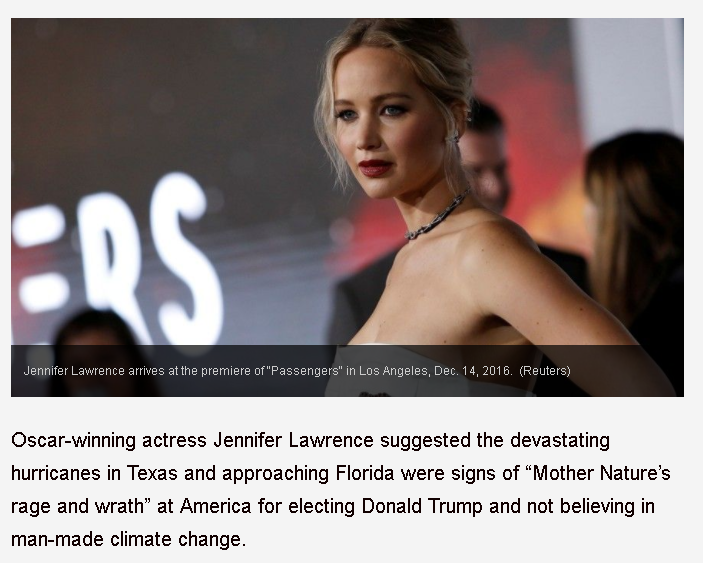 ERS
Jennifer Lawrence arrives at the premiere of "Passengers" in Los Angeles, Dec. 14, 2016. (Reuters)
Oscar-winning actress Jennifer Lawrence suggested the devastating
hurricanes in Texas and approaching Florida were signs of “Mother Nature’s
rage and wrath” at America for electing Donald Trump and not believing in
man-made climate change.